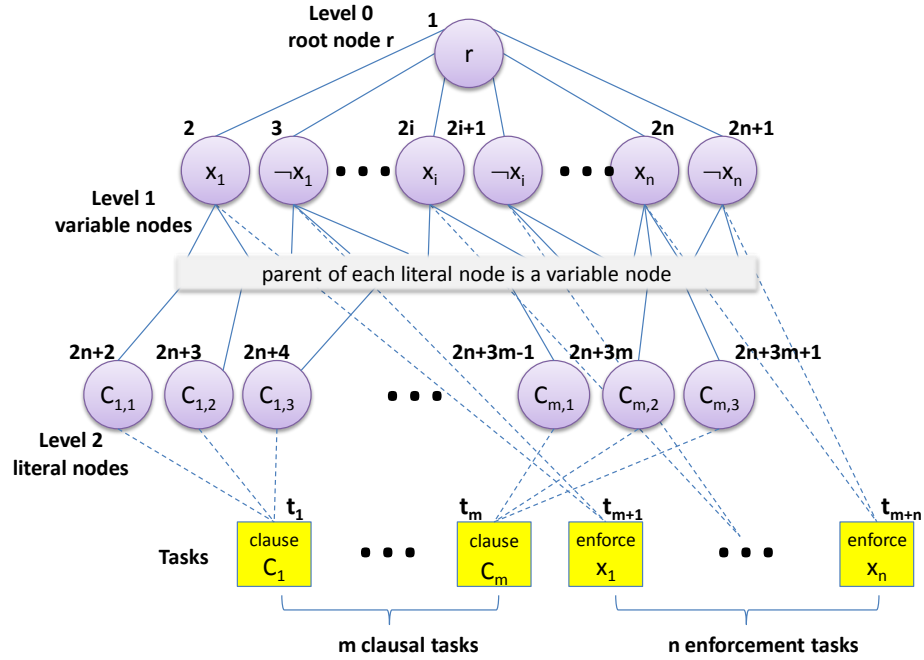 Level 0
root node r
1
r
2
3
2i
2i+1
2n
2n+1
x1
¬x1
xi
¬xi
xn
¬xn
Level 1
variable nodes
parent of each literal node is a variable node
2n+2
2n+3
2n+4
2n+3m-1
2n+3m
2n+3m+1
C1,1
C1,2
C1,3
Cm,1
Cm,2
Cm,3
Level 2
literal nodes
t1
tm
tm+1
tm+n
Tasks
clause
C1
clause
Cm
enforce
x1
enforce
xn
m clausal tasks
n enforcement tasks